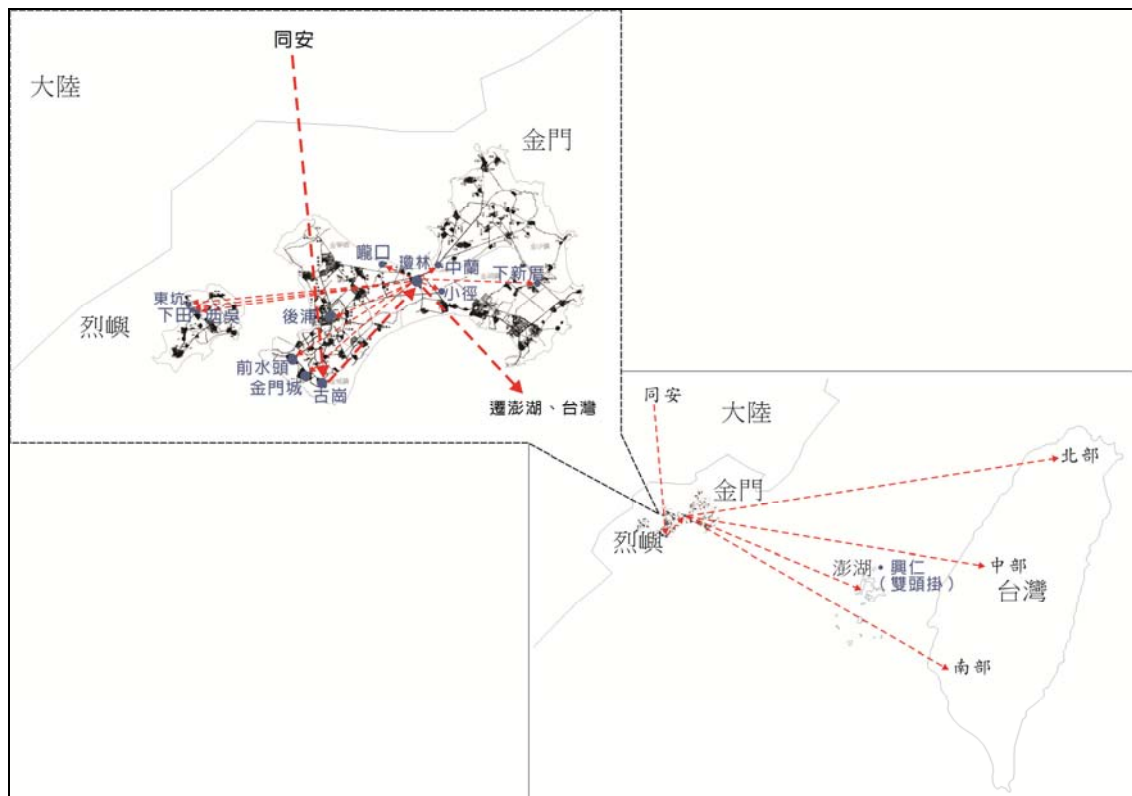 同安
大陸
金門
嚨口
瓊林
中蘭
下新厝
小徑
東坑
下田
西吳
烈嶼
後浦
前水頭
金門城
古崗
遷澎湖、台灣
同安
大陸
北部
金門
烈嶼
澎湖
興仁
(雙頭掛)
中部
台灣
南部